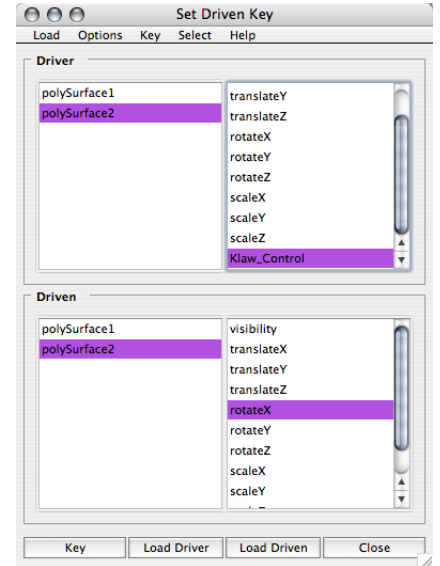 Set Driven Key
Load Options Key Select Help
Driver
polySurface1
polySurface2
translateY
translateZ
rotateX
rotateY
rotateZ
scaleX
scaleY
scaleZ
Klaw_Control
Driven
polySurface1
polySurface2
visibility
translateX
translateY
translateZ
rotateX
rotateY
rotateZ
scaleX
scaleY
Key Load Driver Load Driven Close